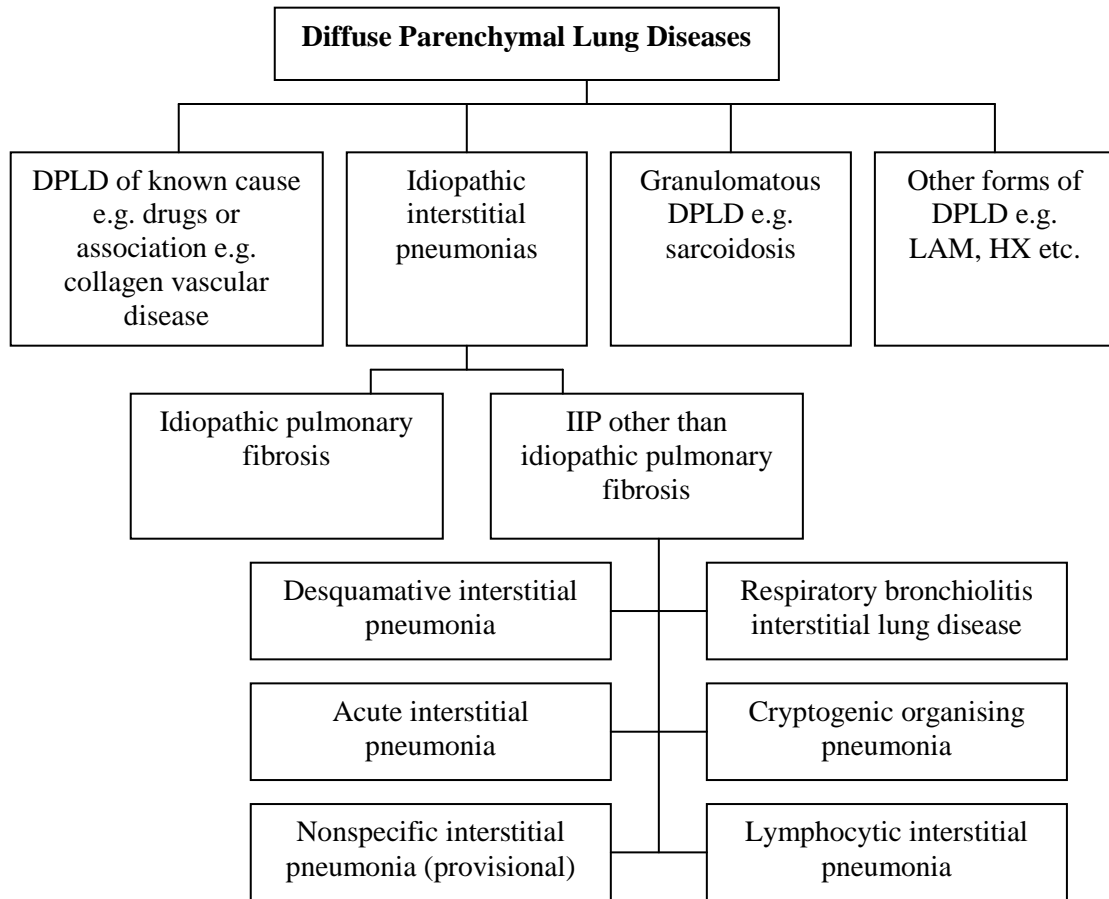 Diffuse Parenchymal Lung Diseases
DPLD of known cause
e.g. drugs or
association e.g.
collagen vascular
disease
Idiopathic
interstitial
pneumonias
Granulomatous
DPLD e.g.
sarcoidosis
Other forms of
DPLD e.g.
LAM, HX etc.
Idiopathic pulmonary
fibrosis
IIP other than
idiopathic pulmonary
fibrosis
Desquamative interstitial
pneumonia
Respiratory bronchiolitis
interstitial lung disease
Acute interstitial
pneumonia
Cryptogenic organising
pneumonia
Nonspecific interstitial
pneumonia (provisional)
Lymphocytic interstitial
pneumonia